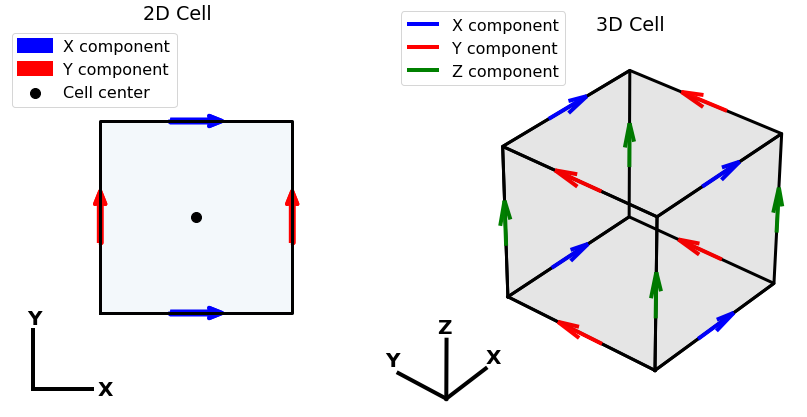 2D Cell
X component
Y component
Cell center
Y
X
3D Cell
X component
Y component
Z component
Z
Y
X